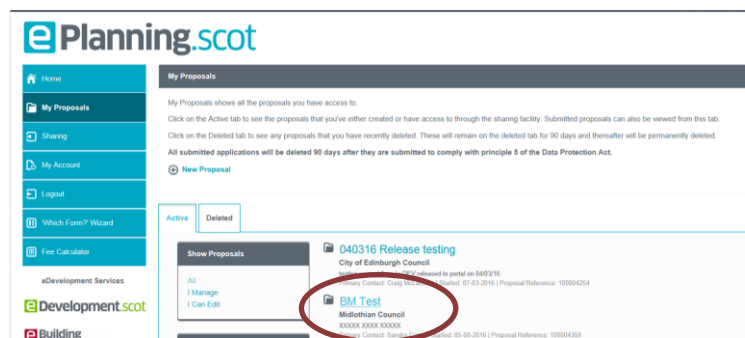 e Planning.scot
Home
My Proposals
Sharing
My Account
Logout
'Which Form?' Wizard
Fee Calculator
eDevelopment Services
eDevelopment.scot
eBuilding
My Proposals
My Proposals shows all the proposals you have access to.
Click on the Active tab to see the proposals that you've either created or have access to through the sharing facility. Submitted proposals can also be viewed from this tab.
Click on the Deleted tab to see any proposals that you have recently deleted. These will remain on the deleted tab for 90 days and thereafter will be permanently deleted.
All submitted applications will be deleted 90 days after they are submitted to comply with principle 5 of the Data Protection Act.
New Proposal
Active Deleted
Show Proposals
All
I Manage
I Can Edit
040316 Release testing
City of Edinburgh Council
DEV released to portal on 04/03/16
Primary Contact: Craig Started: 07-03-2016 | Proposal Reference: 100004254
BM Test
Midlothian Council
XXXXX XXXX XXXXX
Primary Contact: Sandra Started: 05-08-2016 | Proposal Reference: 100004359